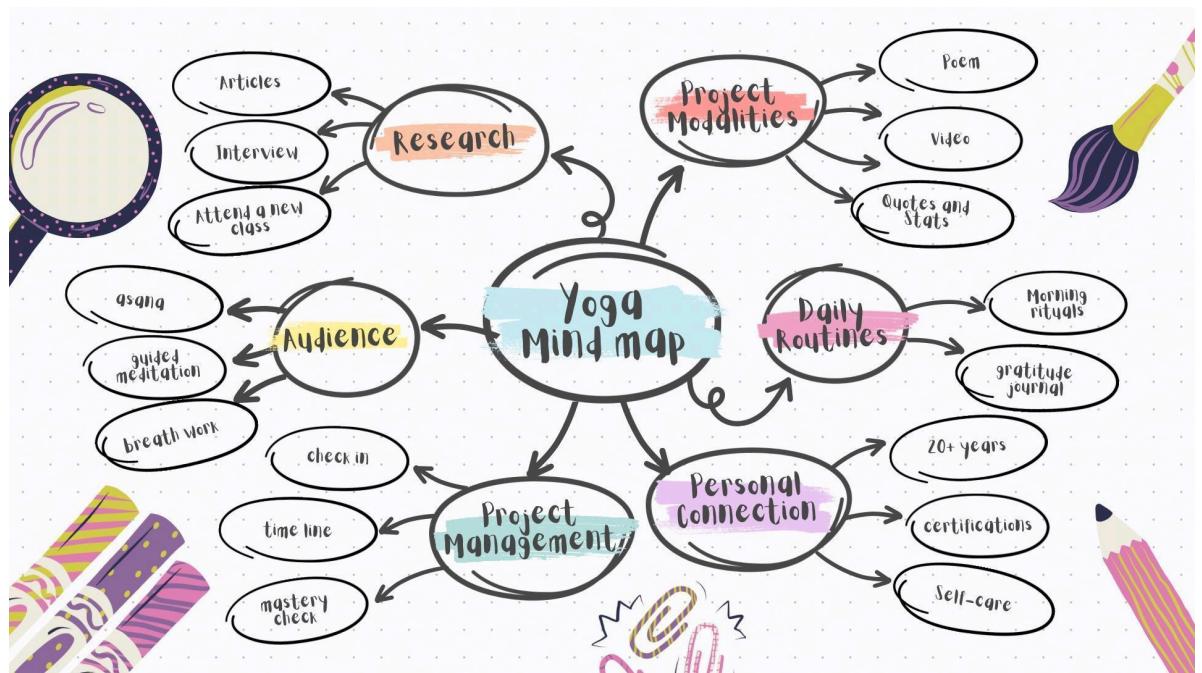 Yoga
Mind map
Research
Articles
Interview
Attend a new
class
Project
Modalities
Poem
Video
Quotes and
Stats
Audience
asana
guided
meditation
breath work
Daily
Routines
Morning
rituals
gratitude
journal
Project
Management
check in
time line
mastery
check
Personal
Connection
20+ years
certifications
Self-care